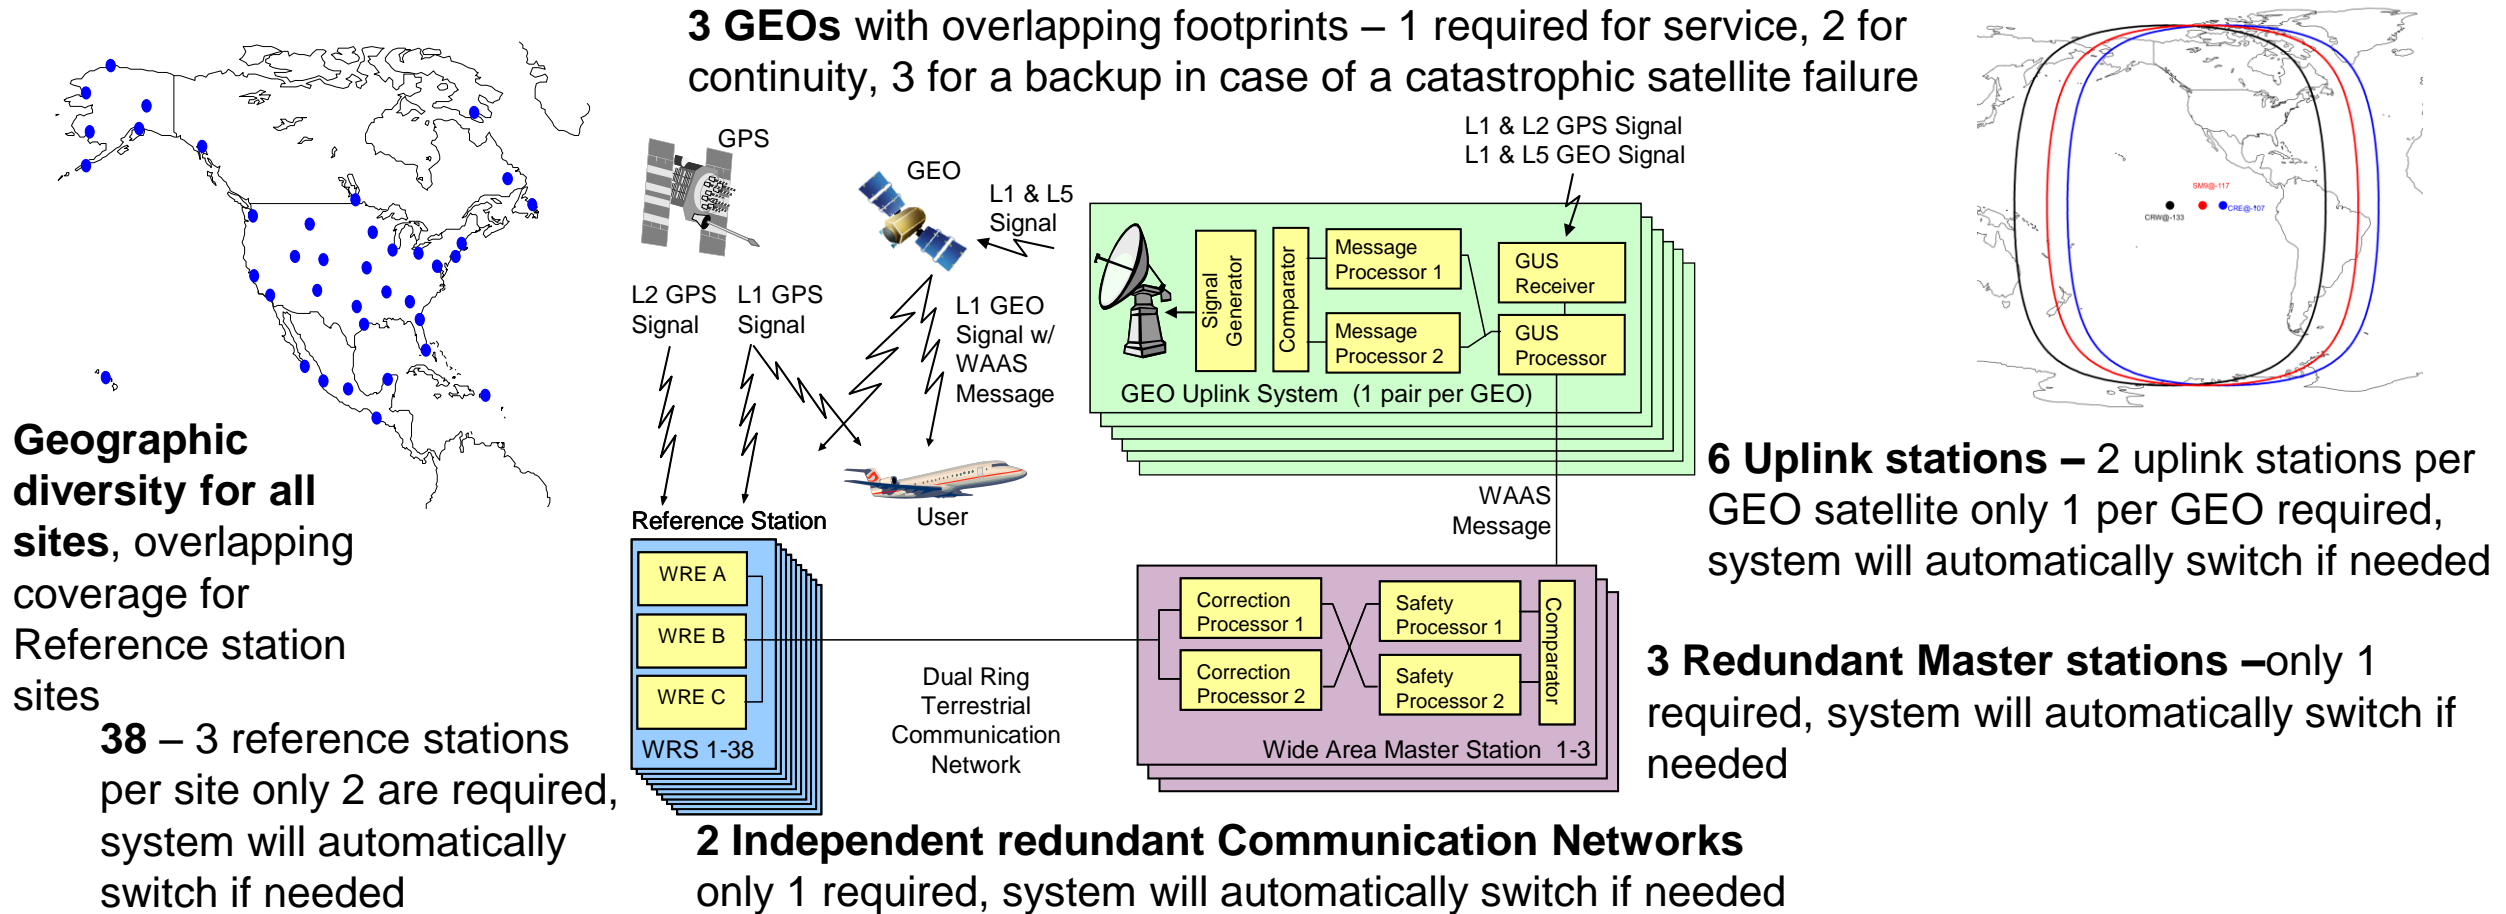 3 GEOs with overlapping footprints – 1 required for service, 2 for
continuity, 3 for a backup in case of a catastrophic satellite failure
GPS
GEO
L1 & L5
Signal
L1 & L2 GPS Signal
L1 & L5 GEO Signal
L2 GPS
Signal
L1 GPS
Signal
L1 GEO
Signal w/
WAAS
Message
Signal
Generator
Comparator
Message
Processor 1
Message
Processor 2
GUS
Receiver
GUS
Processor
GEO Uplink System (1 pair per GEO)
SM9@-117
CRW@-133
CRE@-107
Geographic
diversity for all
sites, overlapping
coverage for
Reference station
sites
38 – 3 reference stations
per site only 2 are required,
system will automatically
switch if needed
User
Reference Station
WRE A
WRE B
WRE C
WRS 1-38
Dual Ring
Terrestrial
Communication
Network
WAAS
Message
Correction
Processor 1
Correction
Processor 2
Safety
Processor 1
Safety
Processor 2
Comparator
Wide Area Master Station 1-3
6 Uplink stations – 2 uplink stations per
GEO satellite only 1 per GEO required,
system will automatically switch if needed
3 Redundant Master stations –only 1
required, system will automatically switch if
needed
2 Independent redundant Communication Networks
only 1 required, system will automatically switch if needed